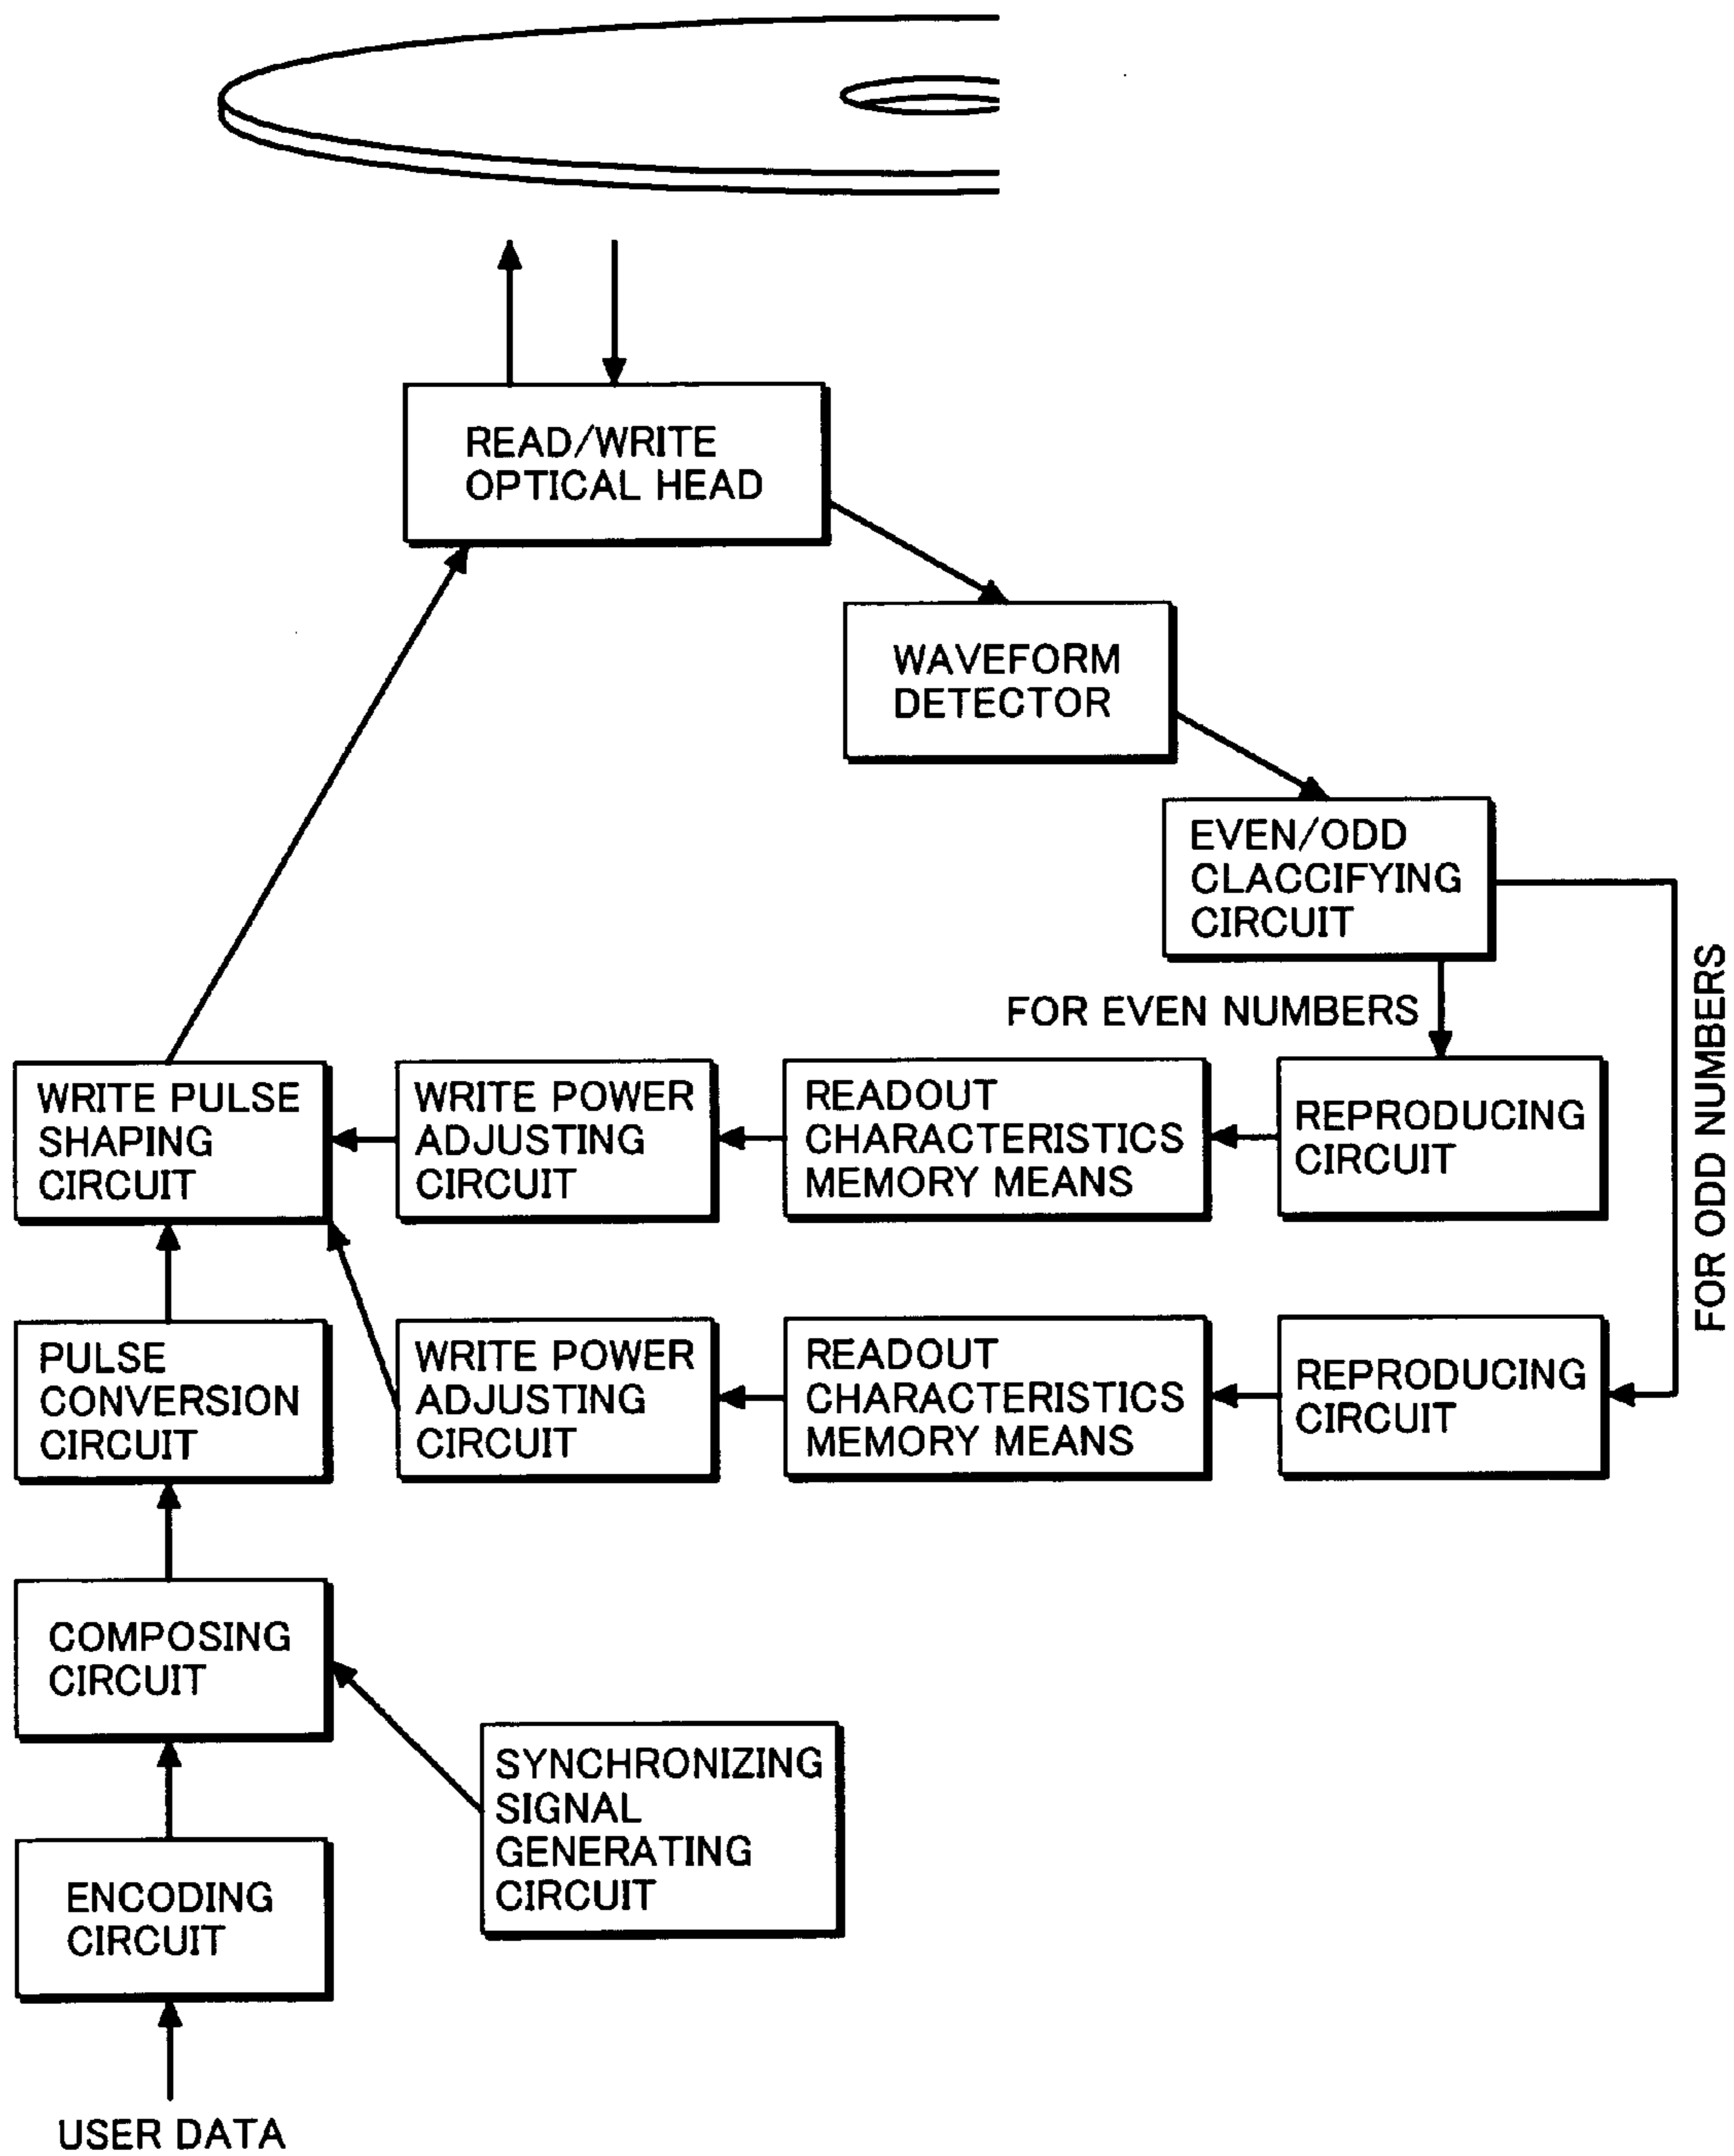 READ/WRITE
OPTICAL HEAD
WAVEFORM
DETECTOR
EVEN/ODD
CLACCIFYING
CIRCUIT
FOR EVEN NUMBERS
FOR ODD NUMBERS
WRITE PULSE
SHAPING
CIRCUIT
WRITE POWER
ADJUSTING
CIRCUIT
READOUT
CHARACTERISTICS
MEMORY MEANS
REPRODUCING
CIRCUIT
PULSE
CONVERSION
CIRCUIT
WRITE POWER
ADJUSTING
CIRCUIT
READOUT
CHARACTERISTICS
MEMORY MEANS
REPRODUCING
CIRCUIT
COMPOSING
CIRCUIT
SYNCHRONIZING
SIGNAL
GENERATING
CIRCUIT
ENCODING
CIRCUIT
USER DATA